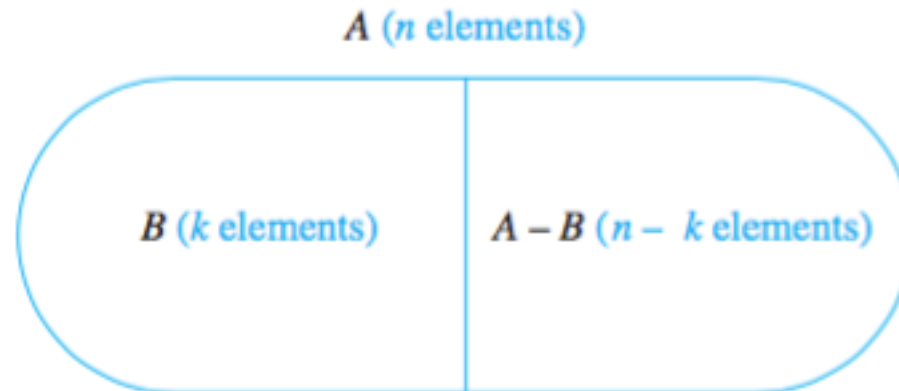 A (n elements)
B (k elements)
A – B (n – k elements)